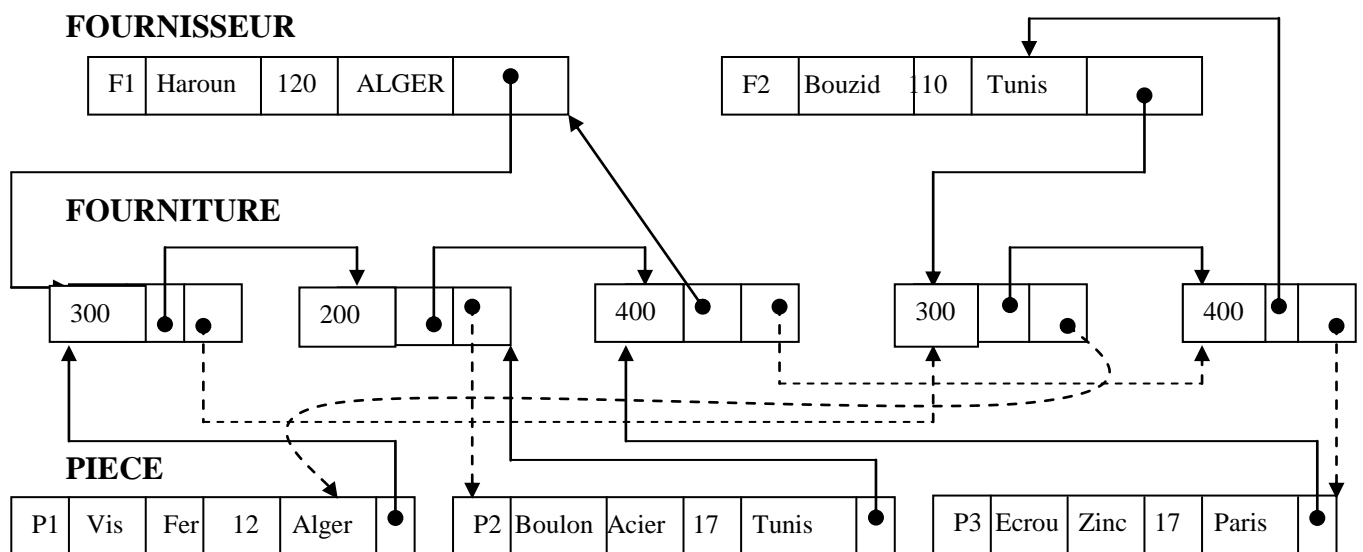 FOURNISSEUR
F1 Haroun 120 ALGER
F2 Bouzid 110 Tunis
FOURNITURE
300 200 400 300 400
PIECE
P1 Vis Fer 12 Alger
P2 Boulon Acier 17 Tunis
P3 Ecrou Zinc 17 Paris